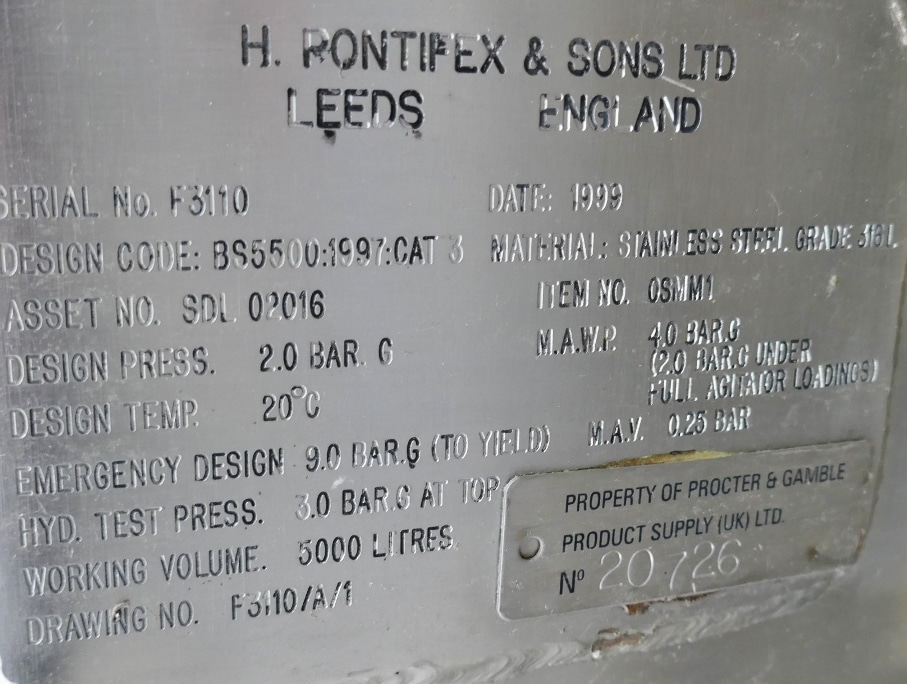 H. PONTIFEX & SONS LTD
LEEDS ENGLAND
SERIAL No. F3110 DATE: 1999
DESIGN CODE: BS5500:1997:CAT 3 MATERIAL: STAINLESS STEEL GRADE 316L
ASSET NO. SDL 02016 ITEM NO. 0SMM1
DESIGN PRESS. 2.0 BAR. G M.A.W.P. 4.0 BAR.G
(2.0 BAR.G UNDER
FULL AGITATOR LOADINGS)
DESIGN TEMP. 20°C
EMERGENCY DESIGN 9.0 BAR.G (TO YIELD) M.A.V. 0.25 BAR
HYD. TEST PRESS. 3.0 BAR.G AT TOP
WORKING VOLUME. 5000 LITRES
DRAWING NO. F3110/A/1
PROPERTY OF PROCTER & GAMBLE
PRODUCT SUPPLY (UK) LTD.
Nº 20726